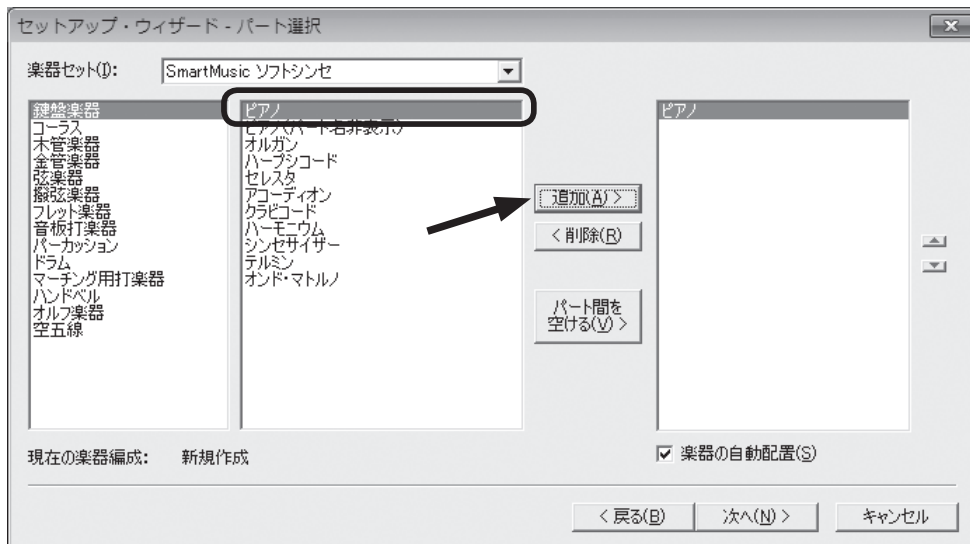 セットアップ・ウィザード - パート選択
楽器セット(I):
SmartMusic ソフトシンセ
鍵盤楽器
コーラス
木管楽器
金管楽器
弦楽器
撥弦楽器
フレット楽器
音板打楽器
パーカッション
ドラム
マーチング用打楽器
ハンドベル
オルフ楽器
空五線
ピアノ
ピアノ(パート名非表示)
オルガン
ハープシコード
セレスタ
アコーディオン
クラビコード
ハーモニウム
シンセサイザー
テルミン
オンド・マトルノ
追加(A) >
< 削除(R)
パート間を
空ける(V) >
ピアノ
現在の楽器編成: 新規作成
楽器の自動配置(S)
< 戻る(B)
次へ(N) >
キャンセル